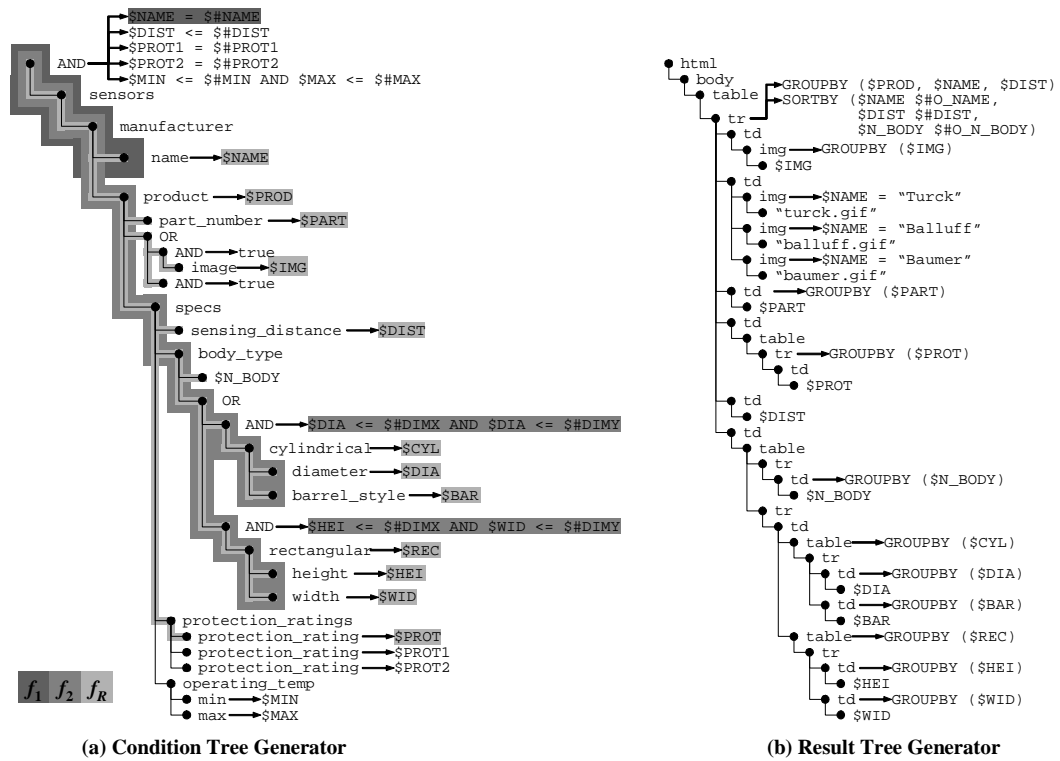 $NAME = $#NAME
$DIST <= $#DIST
$PROT1 = $#PROT1
AND
$PROT2 = $#PROT2
$MIN <= $#MIN AND $MAX <= $#MAX
sensors
manufacturer
name $NAME
product $PROD
part_number $PART
OR
AND true
image $IMG
AND true
specs
sensing_distance $DIST
body_type
$N_BODY
OR
AND $DIA <= $#DIMX AND $DIA <= $#DIMY
cylindrical $CYL
diameter $DIA
barrel_style $BAR
AND $HEI <= $#DIMX AND $WID <= $#DIMY
rectangular $REC
height $HEI
width $WID
protection_ratings
protection_rating $PROT
protection_rating $PROT1
protection_rating $PROT2
operating_temp
min $MIN
max $MAX
f1 f2 fR
(a) Condition Tree Generator
html
body
table
GROUPBY ($PROD, $NAME, $DIST)
SORTBY ($NAME $#O_NAME,
$DIST $#DIST,
$N_BODY $#O_N_BODY)
tr
td
img GROUPBY ($IMG)
$IMG
td
img $NAME = “Turck”
“turck.gif”
img $NAME = “Balluff”
“balluff.gif”
img $NAME = “Baumer”
“baumer.gif”
td GROUPBY ($PART)
$PART
td
table
tr GROUPBY ($PROT)
td
$PROT
td
$DIST
td
table
tr
td GROUPBY ($N_BODY)
$N_BODY
tr
td
table GROUPBY ($CYL)
tr
td GROUPBY ($DIA)
$DIA
td GROUPBY ($BAR)
$BAR
table GROUPBY ($REC)
tr
td GROUPBY ($HEI)
$HEI
td GROUPBY ($WID)
$WID
(b) Result Tree Generator